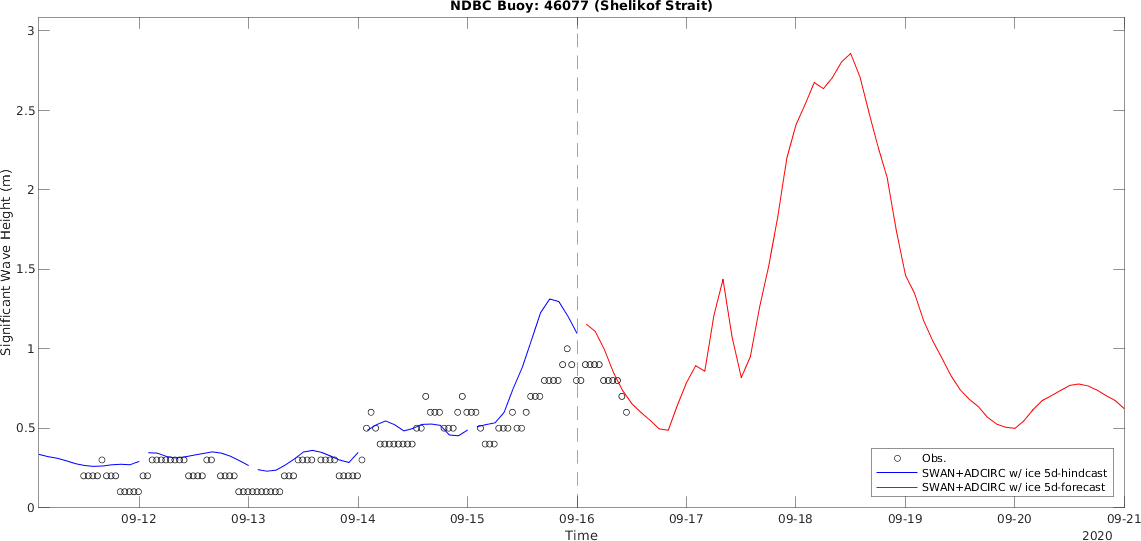 NDBC Buoy: 46077 (Shelikof Strait)
3
2.5
2
1.5
1
0.5
0
Significant Wave Height (m)
Obs.
SWAN+ADCIRC w/ ice 5d-hindcast
SWAN+ADCIRC w/ ice 5d-forecast
09-12 09-13 09-14 09-15 09-16 09-17 09-18 09-19 09-20 09-21
Time
2020